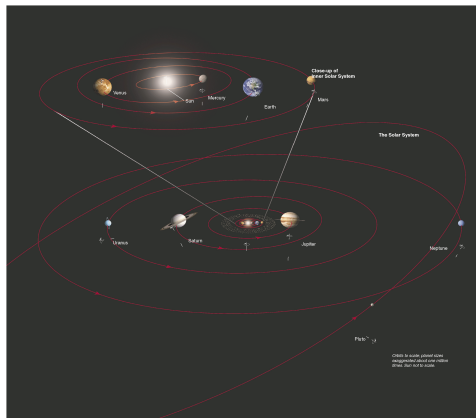 Close-up of
Inner Solar System
Venus
Sun
Mercury
Earth
Mars
The Solar System
Uranus
Saturn
Jupiter
Neptune
Pluto
Orbits to scale; planet sizes
exaggerated about one million
times. Sun not to scale.